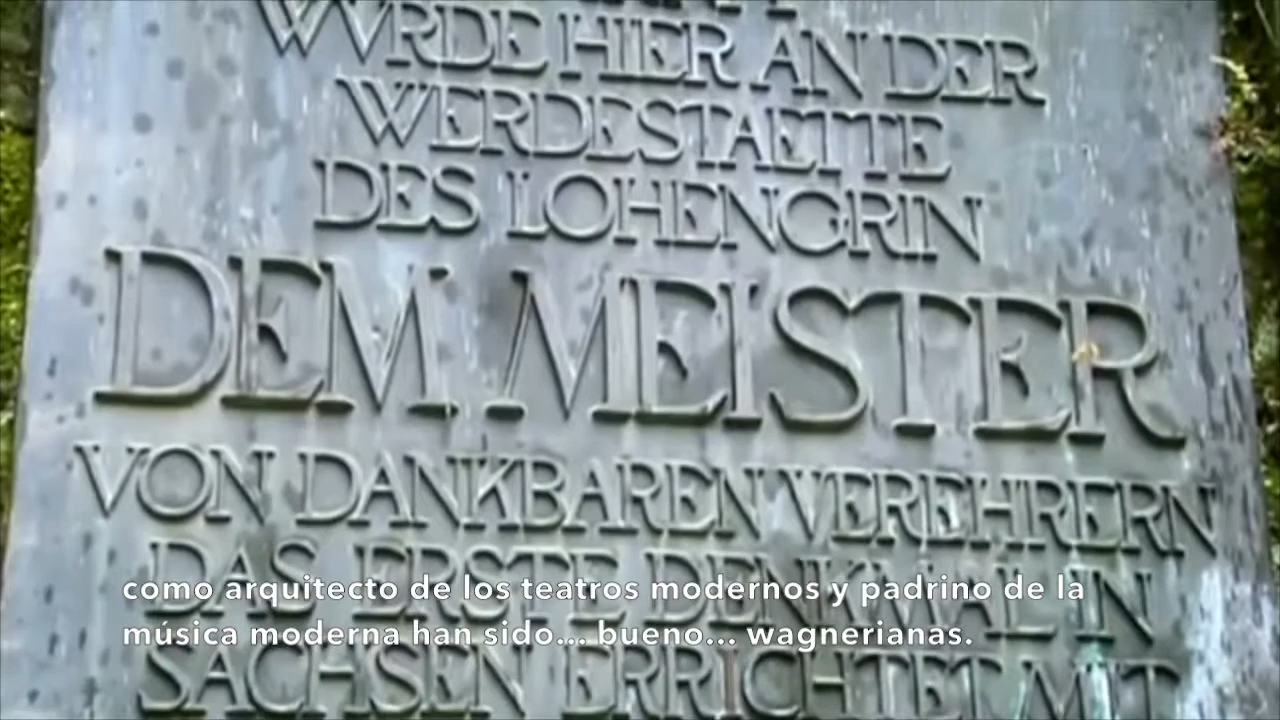 WVRDE HIER AN DER
WERDESTAETTE
DES LOHENGRIN
DEM MEISTER
VON DANKBAREN VEREHRERN
DAS ERSTE DENKMAL IN
SACHSEN ERRICHTET MIT
como arquitecto de los teatros modernos y padrino de la
música moderna han sido... bueno... wagnerianas.